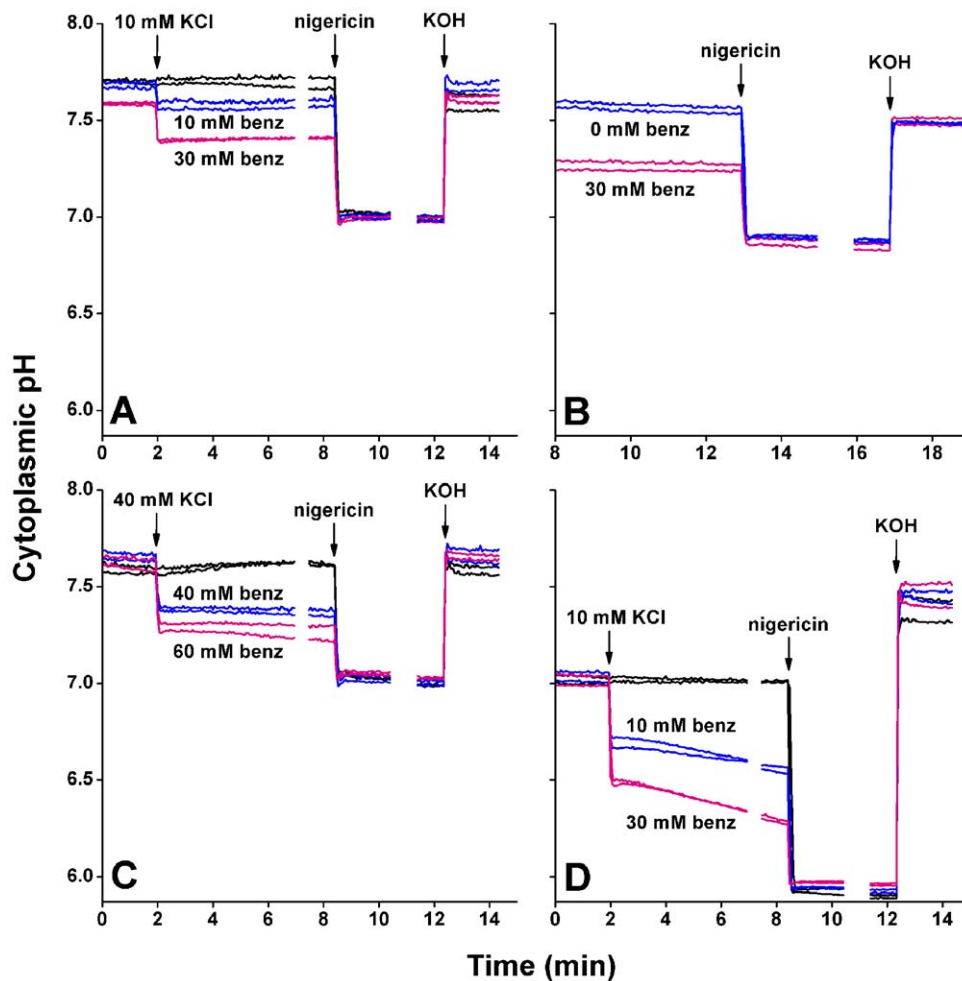 Cytoplasmic pH
8.0
7.5
7.0
6.5
6.0
10 mM KCl
nigericin
KOH
10 mM benz
30 mM benz
A
0 2 4 6 8 10 12 14
nigericin
KOH
0 mM benz
30 mM benz
B
8 10 12 14 16 18
8.0
7.5
7.0
6.5
6.0
40 mM KCl
nigericin
KOH
40 mM benz
60 mM benz
C
0 2 4 6 8 10 12 14
10 mM KCl
nigericin
KOH
10 mM benz
30 mM benz
D
0 2 4 6 8 10 12 14
Time (min)